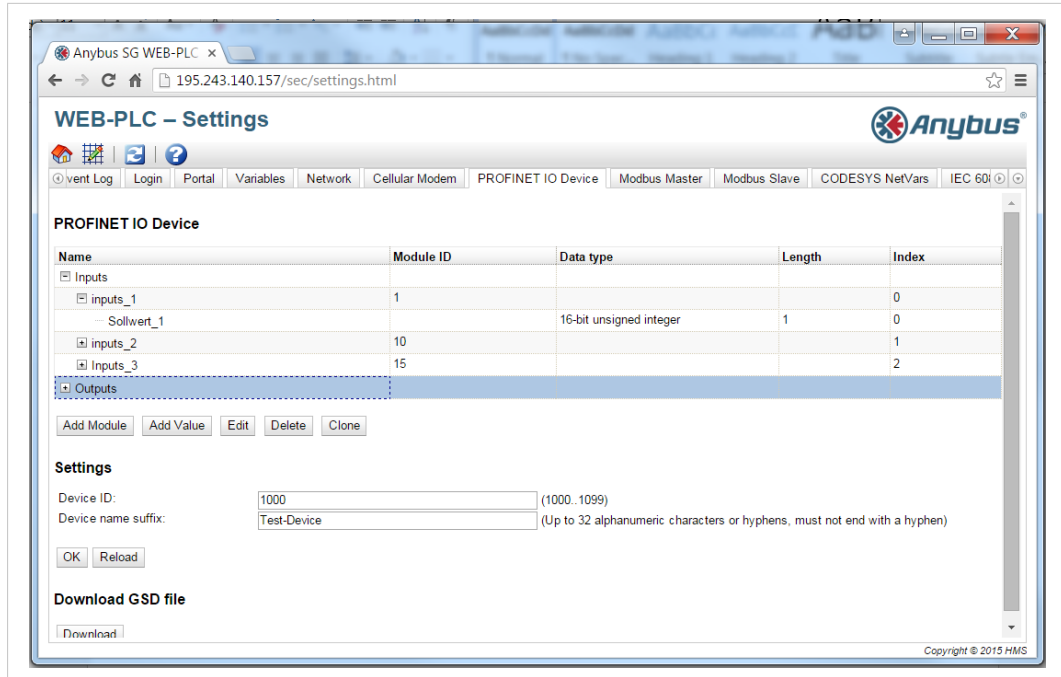 Anybus SG WEB-PLC ×
195.243.140.157/sec/settings.html
WEB-PLC – Settings
Anybus®
vent Log Login Portal Variables Network Cellular Modem PROFINET IO Device Modbus Master Modbus Slave CODESYS NetVars IEC 608
PROFINET IO Device
Name Module ID Data type Length Index
Inputs
inputs_1 1 0
Sollwert_1 16-bit unsigned integer 1 0
inputs_2 10 1
Inputs_3 15 2
Outputs
Add Module Add Value Edit Delete Clone
Settings
Device ID: 1000 (1000..1099)
Device name suffix: Test-Device (Up to 32 alphanumeric characters or hyphens, must not end with a hyphen)
OK Reload
Download GSD file
Download
Copyright © 2015 HMS